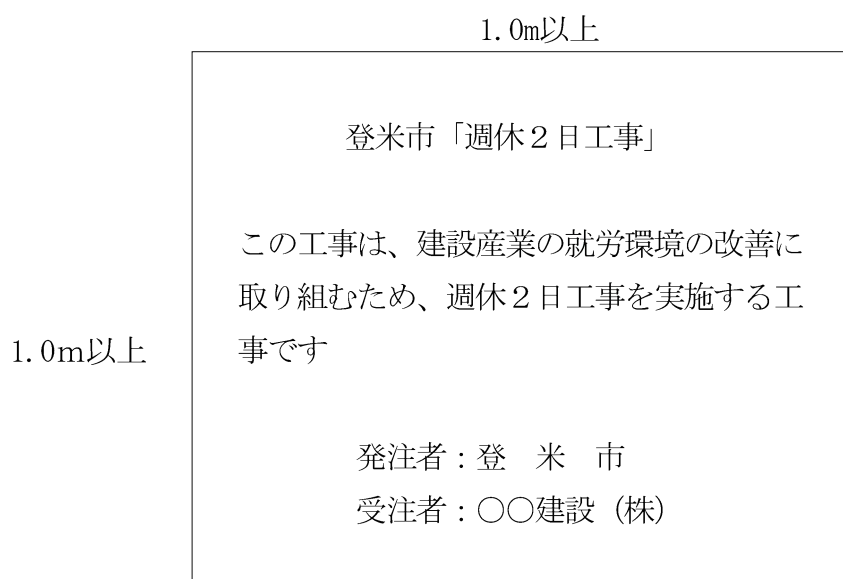 1.0m以上
登米市「週休２日工事」
この工事は、建設産業の就労環境の改善に
取り組むため、週休２日工事を実施する工
1.0ｍ以上
事です
発注者：登　米　市
受注者：○○建設（株）